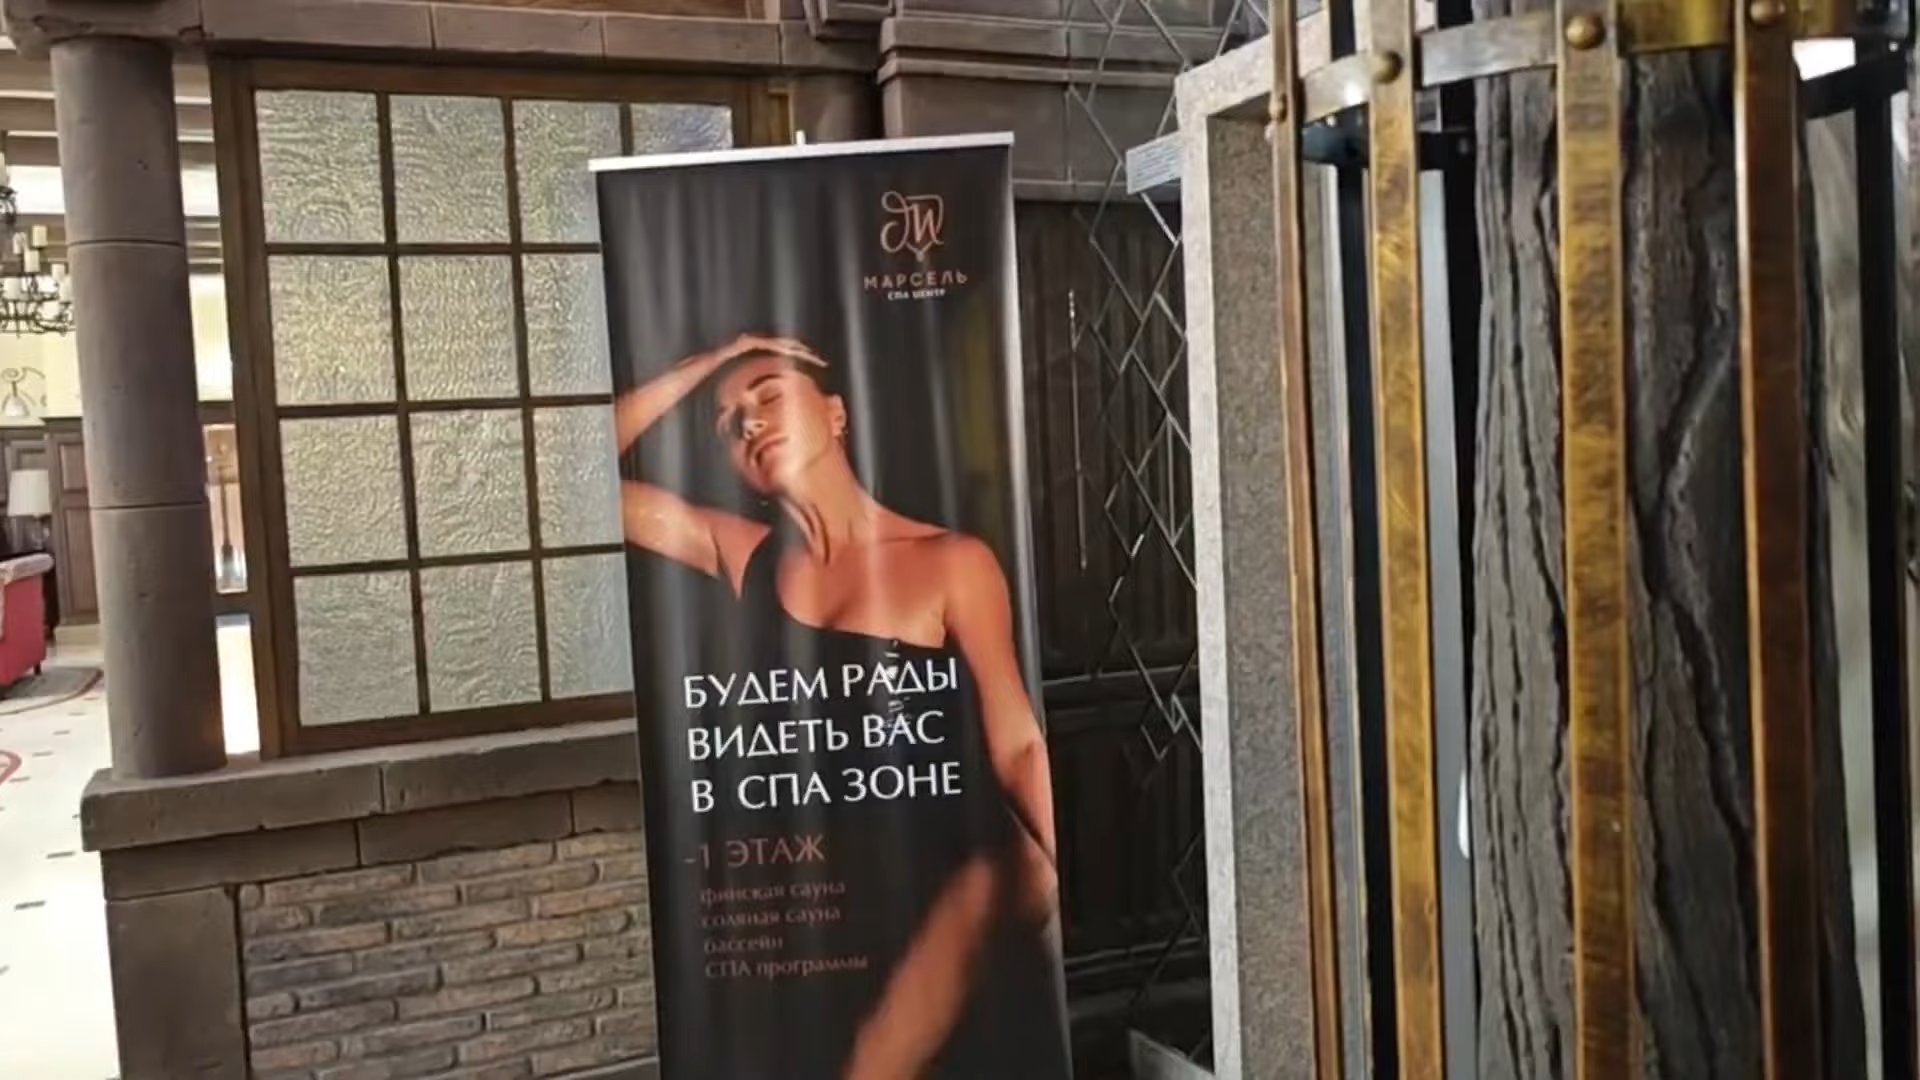 МАРСЕЛЬ
СПА ЦЕНТР
БУДЕМ РАДЫ
ВИДЕТЬ ВАС
В СПА ЗОНЕ
-1 ЭТАЖ
финская сауна
соляная сауна
бассейн
СПА программы